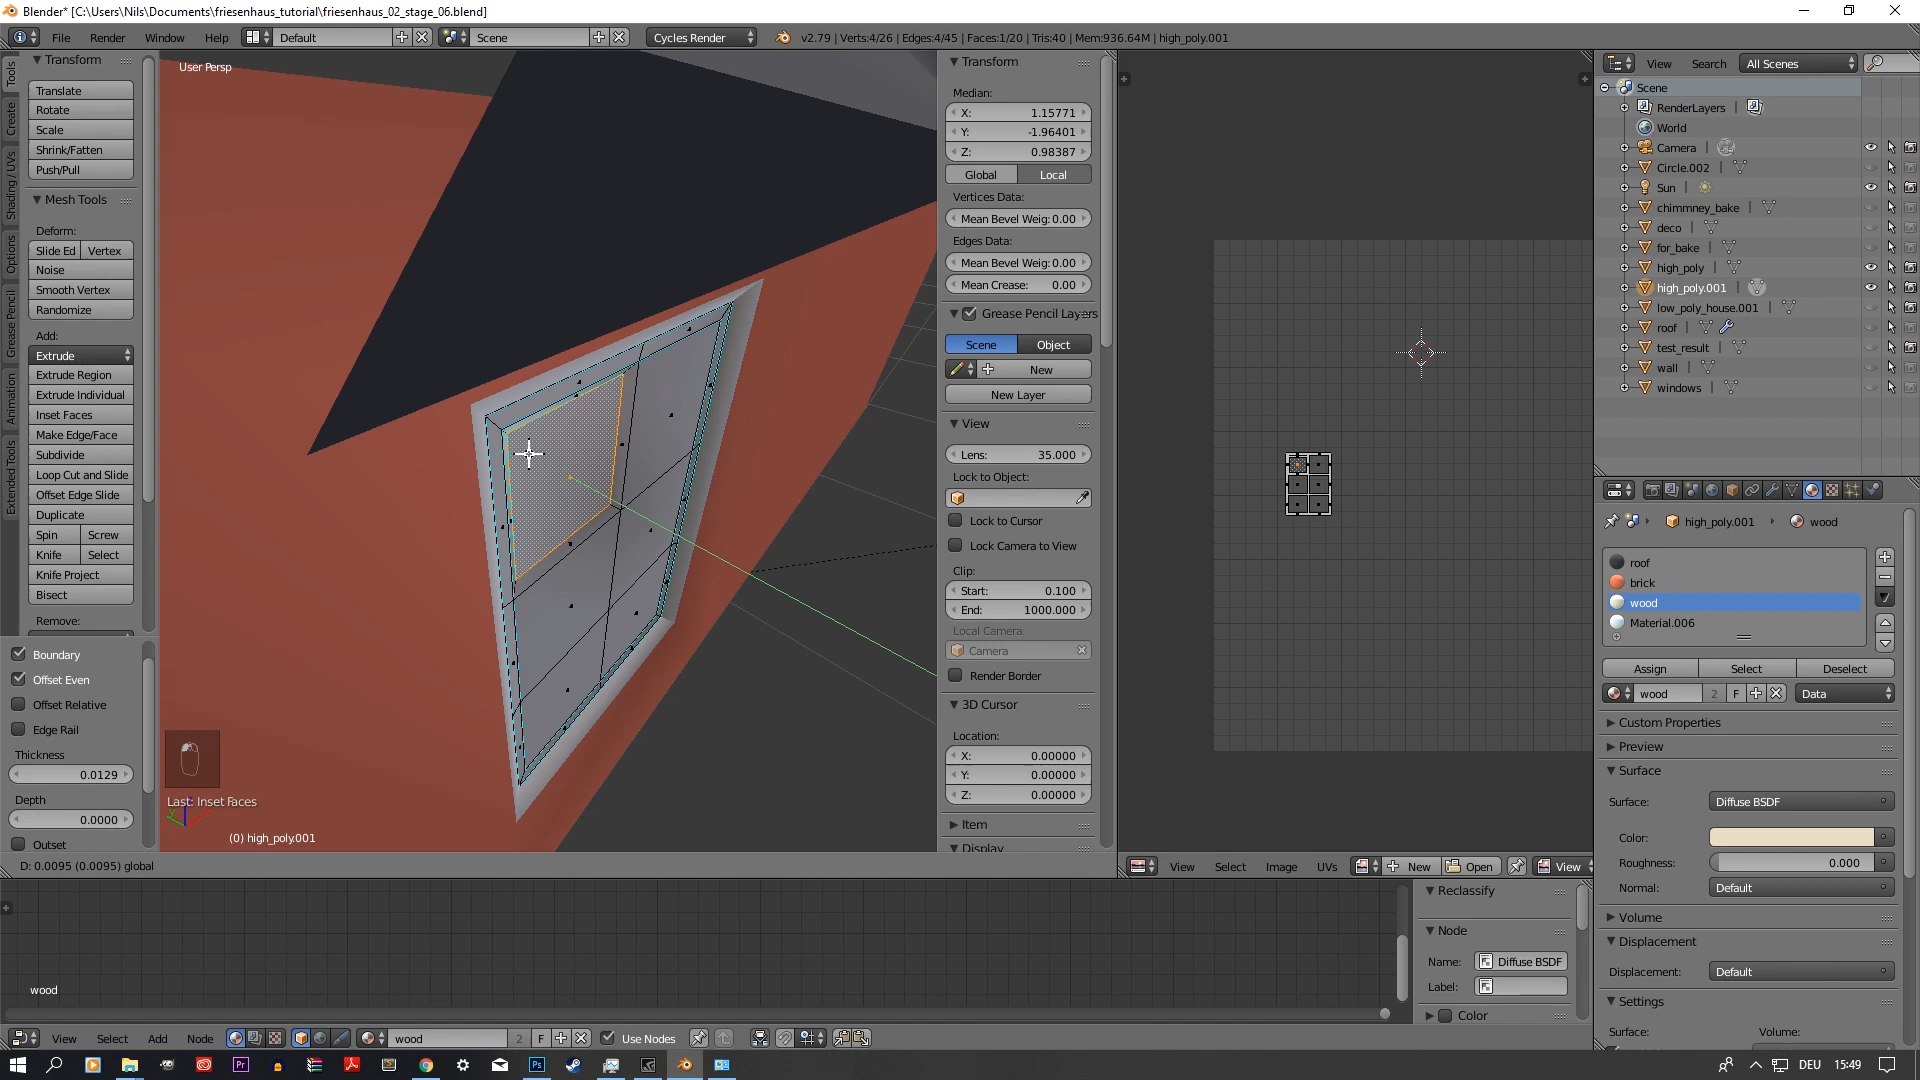 Blender* [C:\Users\Nils\Documents\friesenhaus_tutorial\friesenhaus_02_stage_06.blend]
File Render Window Help Default Scene Cycles Render v2.79 | Verts:4/26 | Edges:4/45 | Faces:1/20 | Tris:40 | Mem:936.64M | high_poly.001
Tools
Create
Shading / UVs
Options
Grease Pencil
Animation
Extended Tools
Transform
Translate
Rotate
Scale
Shrink/Fatten
Push/Pull
Mesh Tools
Deform:
Slide Ed Vertex
Noise
Smooth Vertex
Randomize
Add:
Extrude
Extrude Region
Extrude Individual
Inset Faces
Make Edge/Face
Subdivide
Loop Cut and Slide
Offset Edge Slide
Duplicate
Spin Screw
Knife Select
Knife Project
Bisect
Remove:
Boundary
Offset Even
Offset Relative
Edge Rail
Thickness
0.0129
Depth
0.0000
Outset
User Persp
Last: Inset Faces
(0) high_poly.001
D: 0.0095 (0.0095) global
Transform
Median:
X: 1.15771
Y: -1.96401
Z: 0.98387
Global Local
Vertices Data:
Mean Bevel Weig: 0.00
Edges Data:
Mean Bevel Weig: 0.00
Mean Crease: 0.00
Grease Pencil Layers
Scene Object
New
New Layer
View
Lens: 35.000
Lock to Object:
Lock to Cursor
Lock Camera to View
Clip:
Start: 0.100
End: 1000.000
Local Camera:
Camera
Render Border
3D Cursor
Location:
X: 0.00000
Y: 0.00000
Z: 0.00000
Item
Display
View Select Image UVs New Open View
View Search All Scenes
Scene
RenderLayers
World
Camera
Circle.002
Sun
chimmney_bake
deco
for_bake
high_poly
high_poly.001
low_poly_house.001
roof
test_result
wall
windows
high_poly.001 wood
roof
brick
wood
Material.006
Assign Select Deselect
wood 2 F Data
Custom Properties
Preview
Surface
Surface: Diffuse BSDF
Color:
Roughness: 0.000
Normal: Default
Volume
Displacement
Displacement: Default
Settings
Surface: Volume:
Reclassify
Node
Name: Diffuse BSDF
Label:
Color
wood
View Select Add Node wood 2 F Use Nodes
Pr Ps DEU 15:49